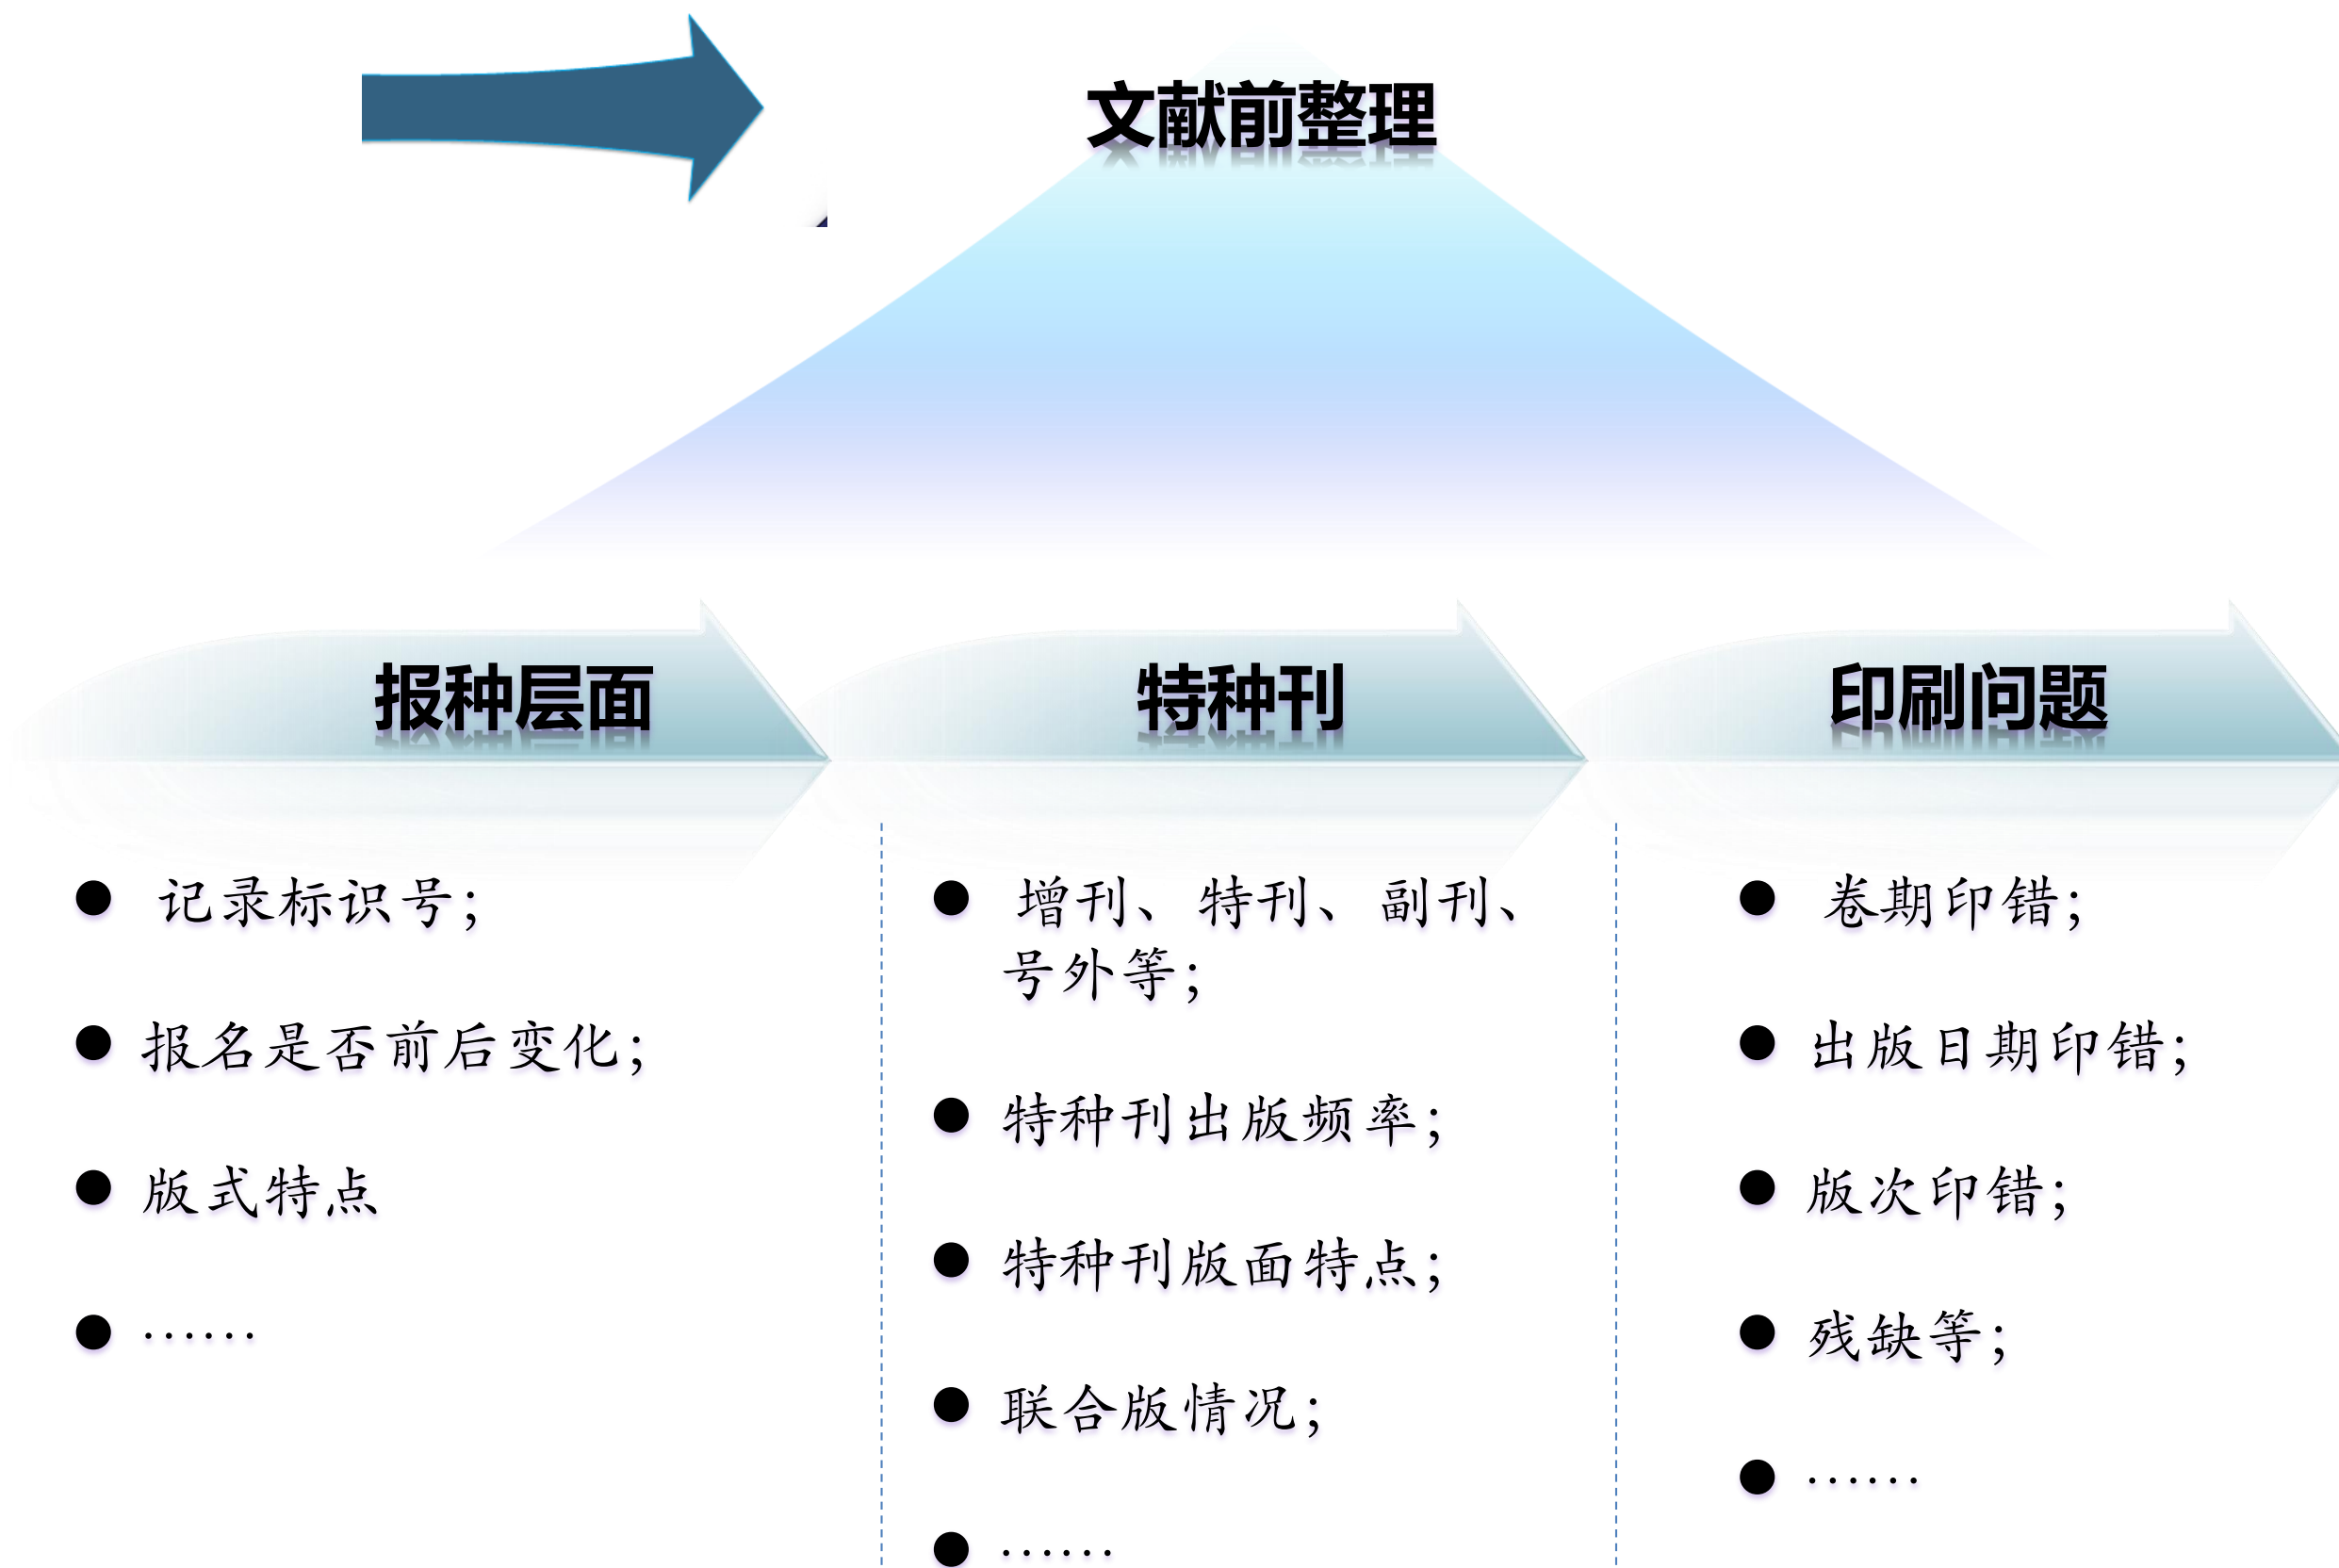 文献前整理
报种层面
特种刊
印刷问题
● 记录标识号；
● 报名是否前后变化；
● 版式特点
● ……
● 增刊、特刊、副刊、
号外等；
● 特种刊出版频率；
● 特种刊版面特点；
● 联合版情况；
● ……
● 卷期印错；
● 出版日期印错；
● 版次印错；
● 残缺等；
● ……